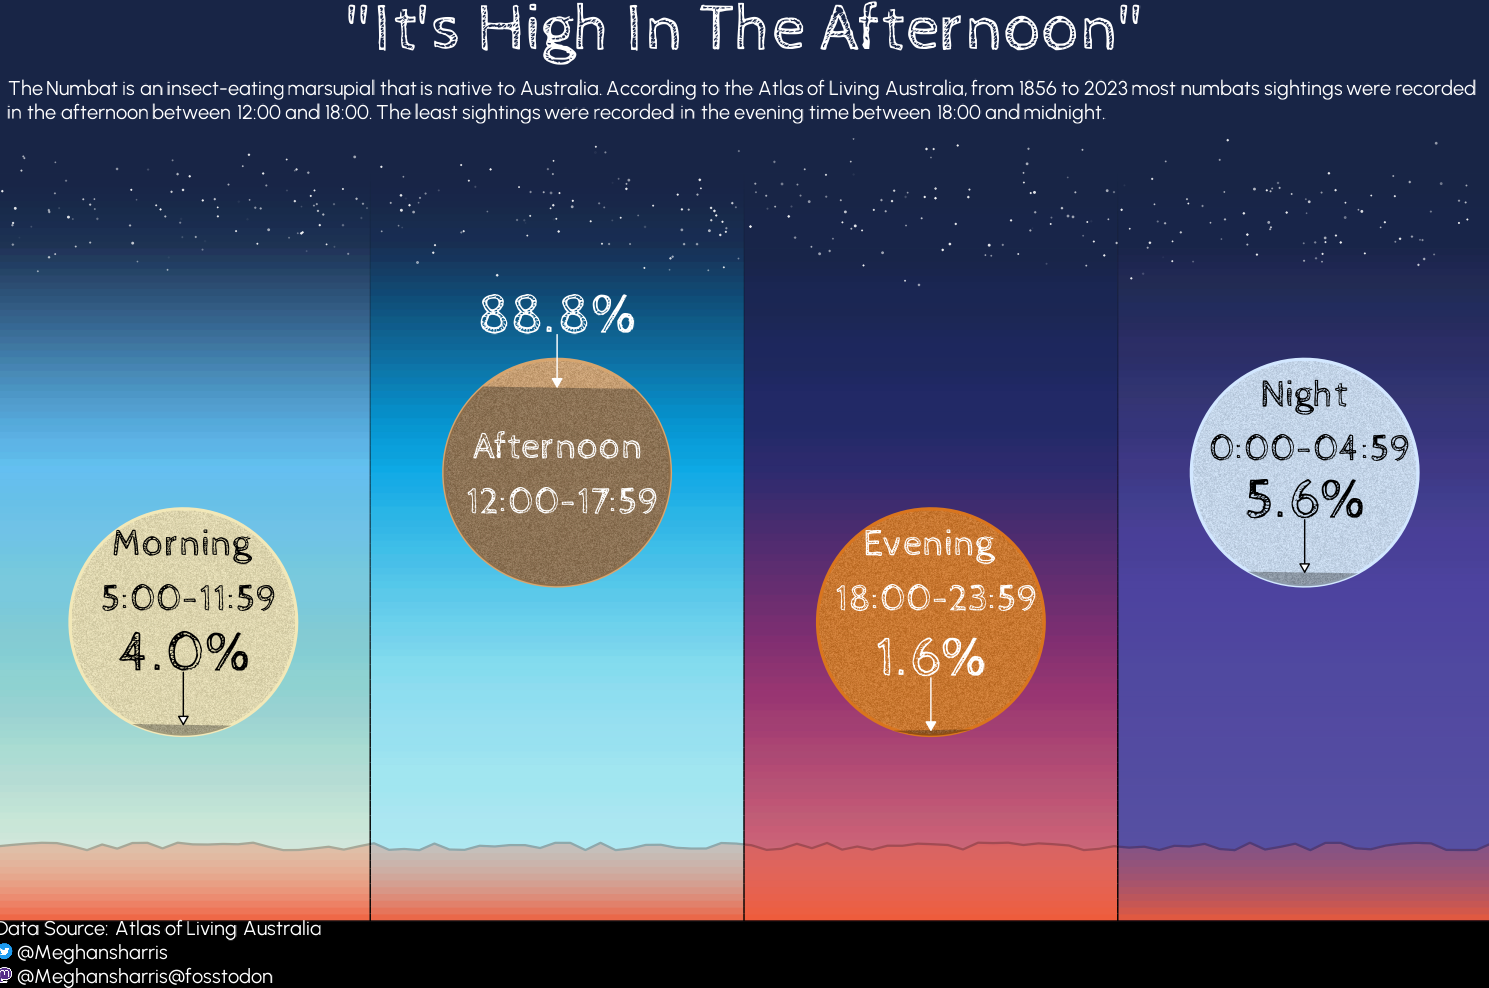 "It's High In The Afternoon"
The Numbat is an insect-eating marsupial that is native to Australia. According to the Atlas of Living Australia, from 1856 to 2023 most numbats sightings were recorded
in the afternoon between 12:00 and 18:00. The least sightings were recorded in the evening time between 18:00 and midnight.
Morning
5:00-11:59
4.0%
88.8%
Afternoon
12:00-17:59
Evening
18:00-23:59
1.6%
Night
0:00-04:59
5.6%
Data Source: Atlas of Living Australia
@Meghansharris
@Meghansharris@fosstodon